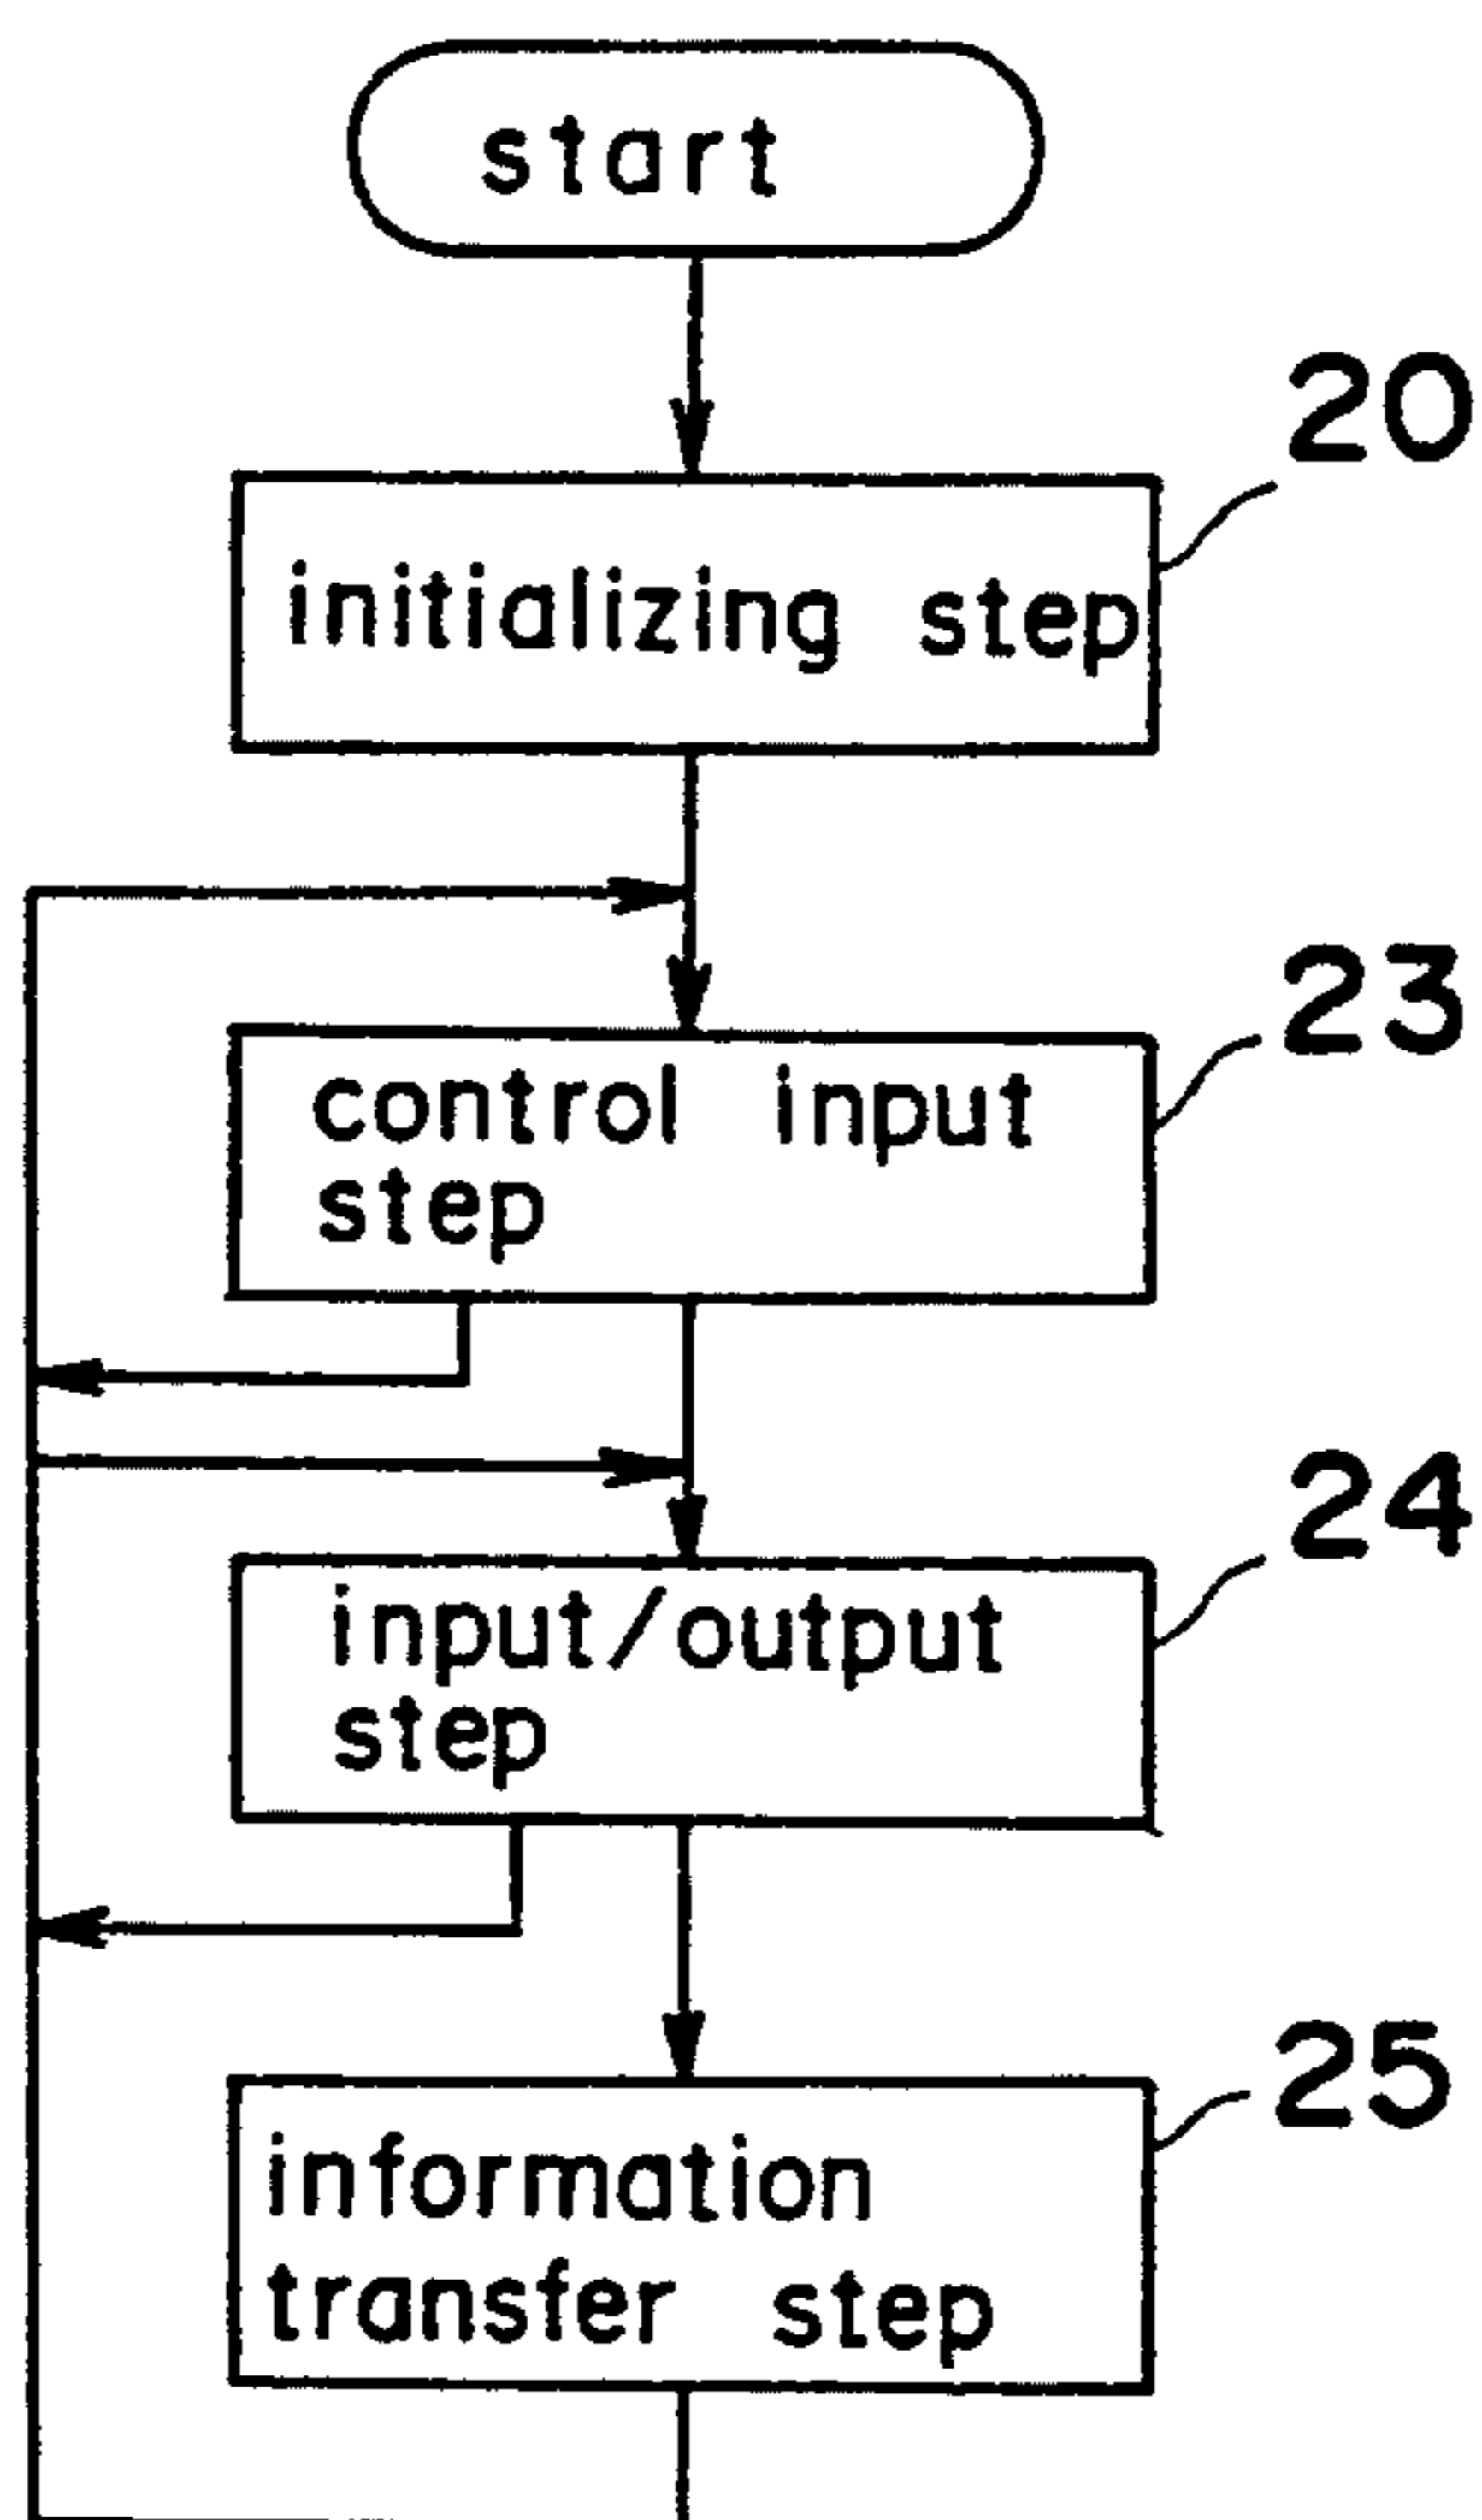 start
20
initializing step
23
control input
step
24
input/output
step
25
information
transfer step